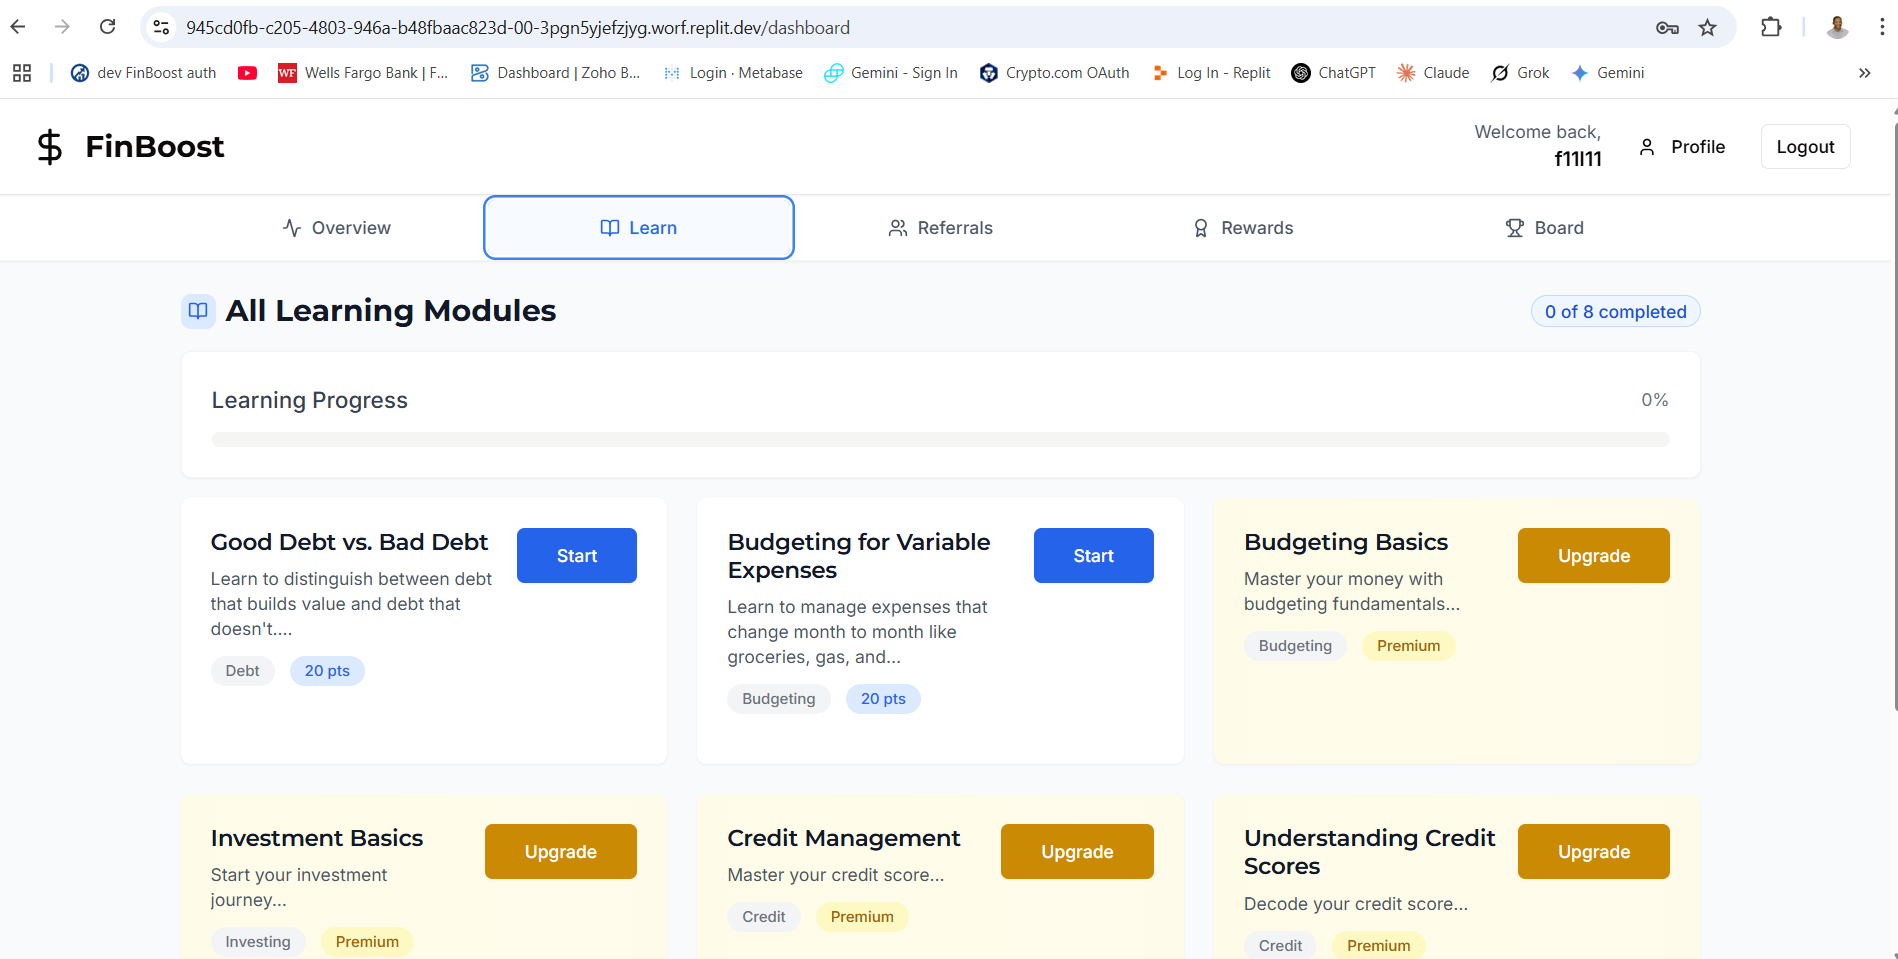 945cd0fb-c205-4803-946a-b48fbaac823d-00-3pgn5yjefzjyg.worf.replit.dev/dashboard
dev FinBoost auth
WF Wells Fargo Bank | F...
Dashboard | Zoho B...
Login · Metabase
Gemini - Sign In
Crypto.com OAuth
Log In - Replit
ChatGPT
Claude
Grok
Gemini
FinBoost
Welcome back,
f11l11
Profile
Logout
Overview
Learn
Referrals
Rewards
Board
All Learning Modules
0 of 8 completed
Learning Progress
0%
Good Debt vs. Bad Debt
Start
Learn to distinguish between debt
that builds value and debt that
doesn't....
Debt
20 pts
Budgeting for Variable
Expenses
Start
Learn to manage expenses that
change month to month like
groceries, gas, and...
Budgeting
20 pts
Budgeting Basics
Upgrade
Master your money with
budgeting fundamentals...
Budgeting
Premium
Investment Basics
Upgrade
Start your investment
journey...
Investing
Premium
Credit Management
Upgrade
Master your credit score...
Credit
Premium
Understanding Credit
Scores
Upgrade
Decode your credit score...
Credit
Premium